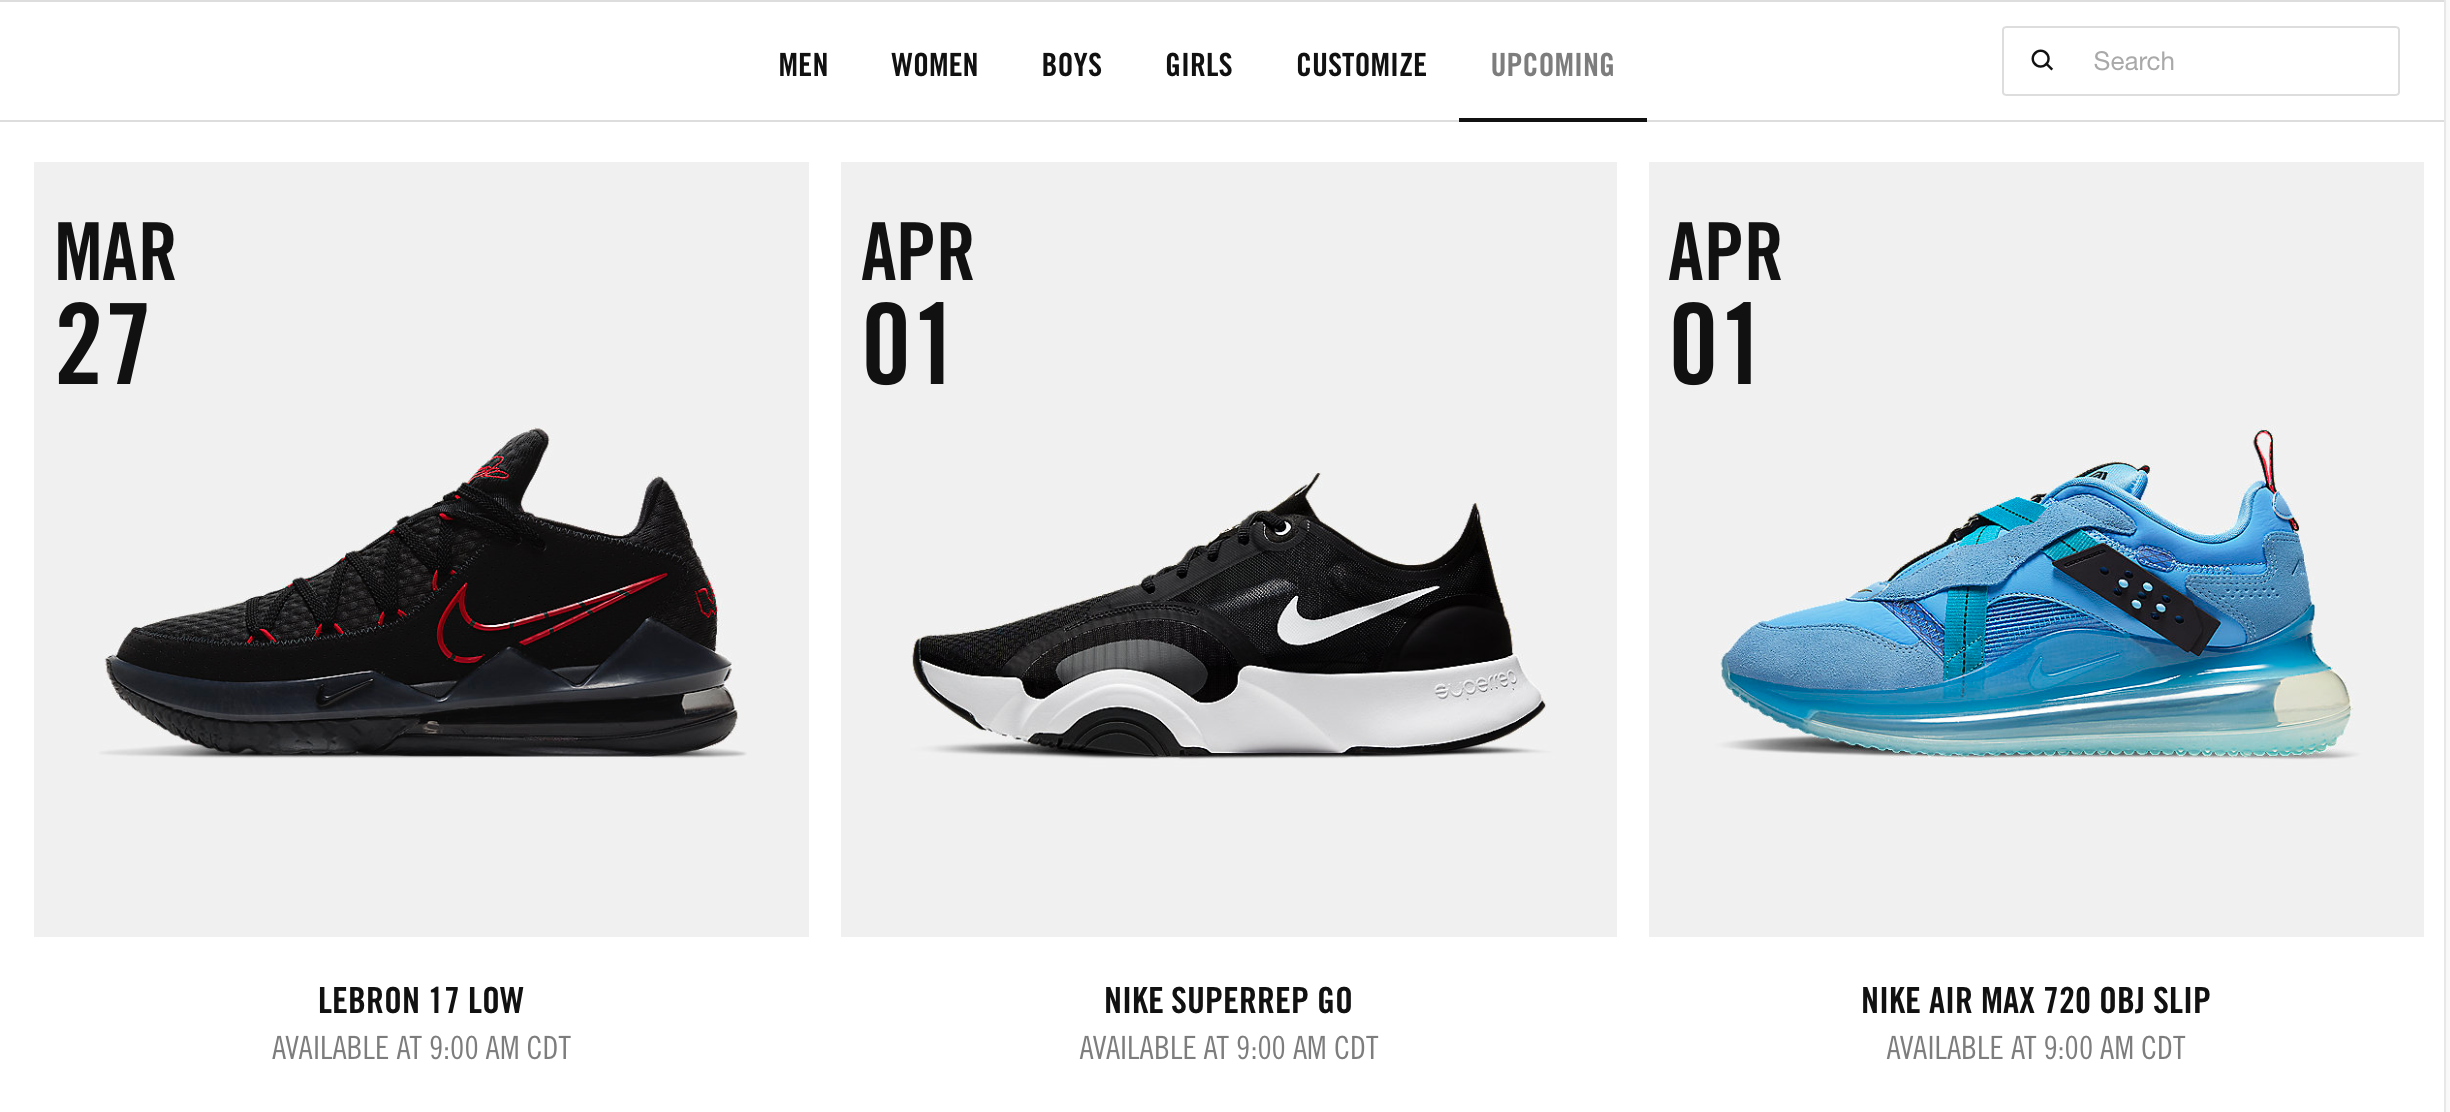 MEN WOMEN BOYS GIRLS CUSTOMIZE UPCOMING
Search
MAR
27
APR
01
APR
01
superrep
LEBRON 17 LOW
AVAILABLE AT 9:00 AM CDT
NIKE SUPERREP GO
AVAILABLE AT 9:00 AM CDT
NIKE AIR MAX 720 OBJ SLIP
AVAILABLE AT 9:00 AM CDT